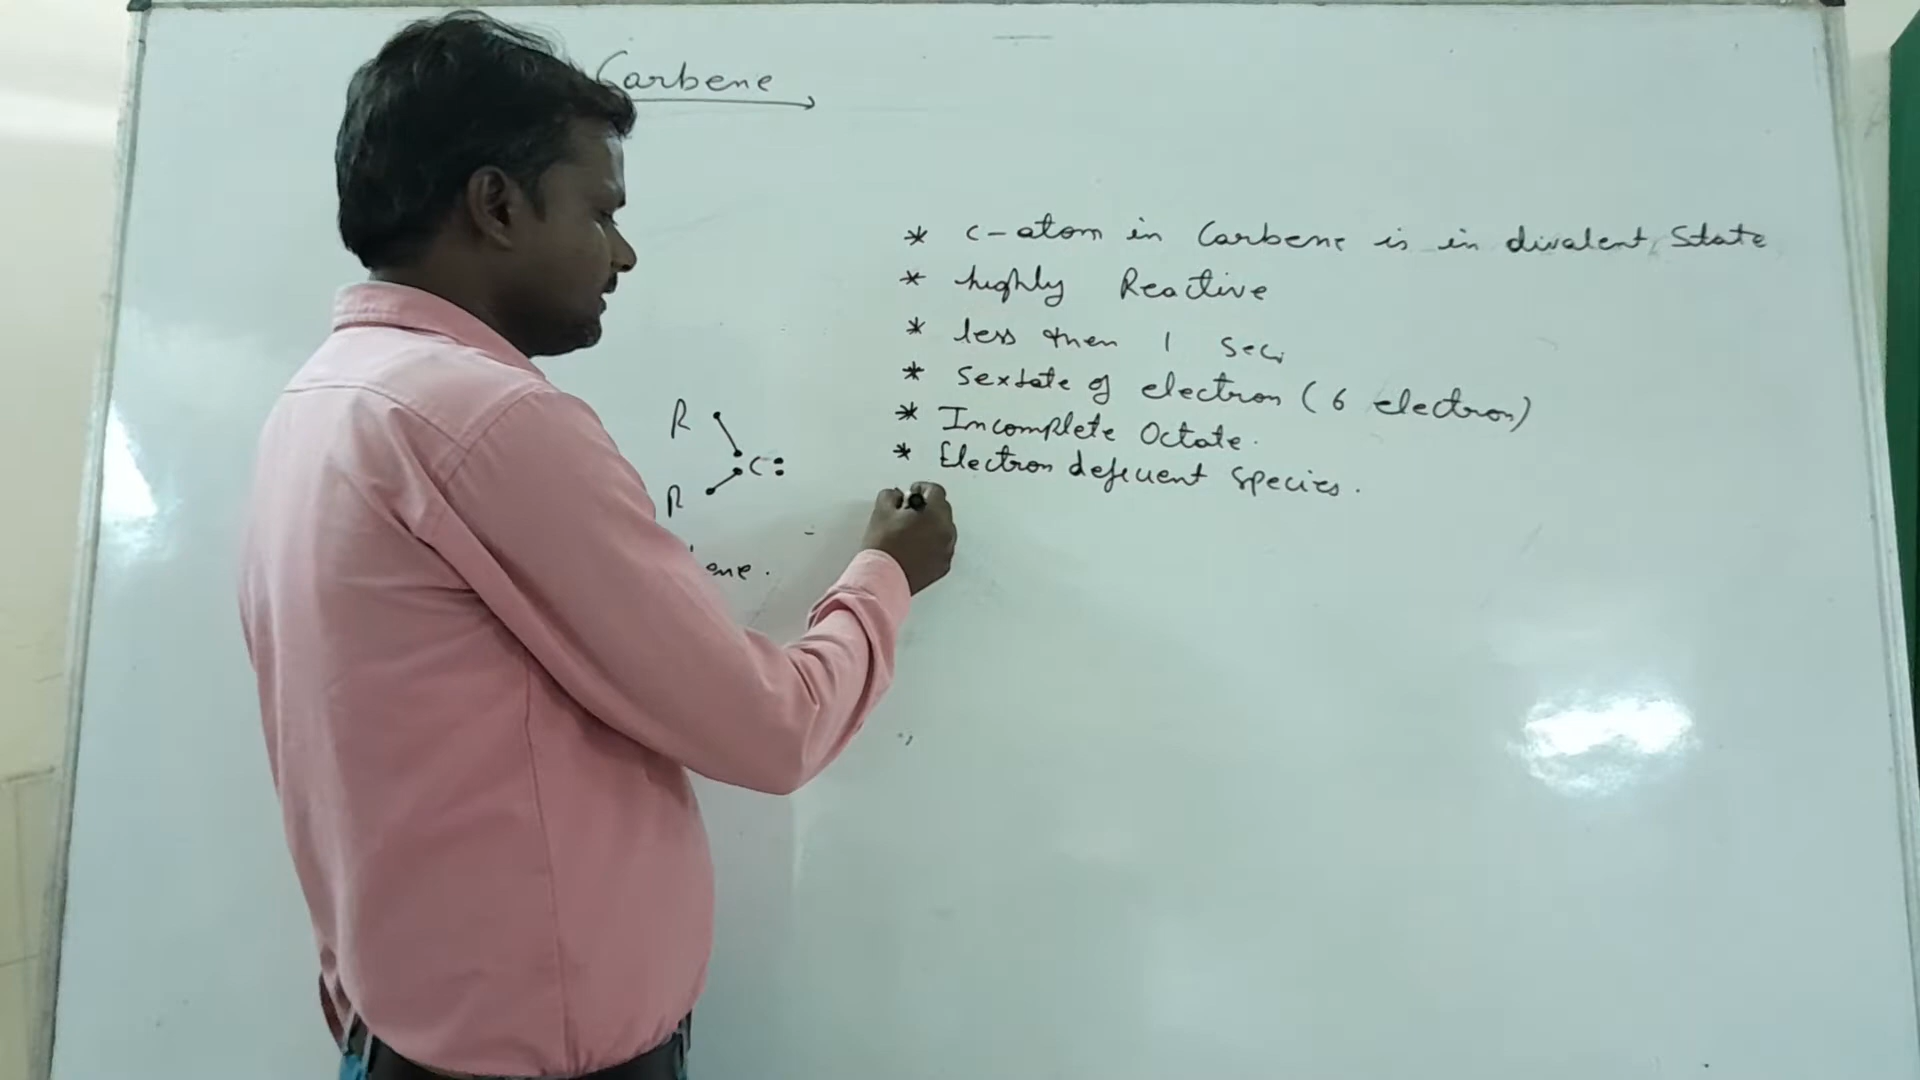 Carbene
* C-atom in Carbene is in divalent State
* highly Reactive
* less then 1 Sec,
* Sextate of electron (6 electron)
* Incomplete Octate.
* Electron deficient Species.
R
C:
R
ene.